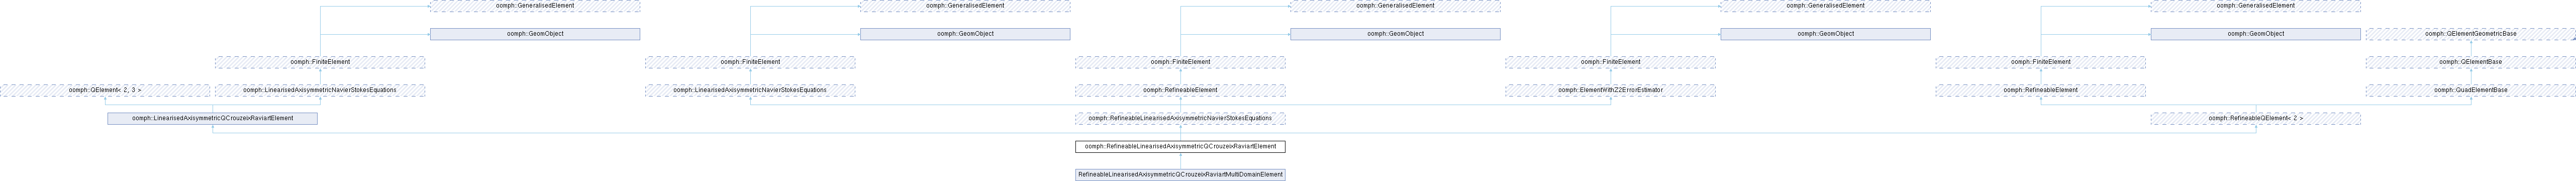 oomph::GeneralisedElement oomph::GeneralisedElement oomph::GeneralisedElement oomph::GeneralisedElement oomph::GeneralisedElement
oomph::GeomObject oomph::GeomObject oomph::GeomObject oomph::GeomObject oomph::GeomObject oomph::QElementGeometricBase
oomph::FiniteElement oomph::FiniteElement oomph::FiniteElement oomph::FiniteElement oomph::FiniteElement oomph::QElementBase
oomph::QElement< 2, 3 > oomph::LinearisedAxisymmetricNavierStokesEquations oomph::LinearisedAxisymmetricNavierStokesEquations oomph::RefineableElement oomph::ElementWithZ2ErrorEstimator oomph::RefineableElement oomph::QuadElementBase
oomph::LinearisedAxisymmetricQCrouzeixRaviartElement oomph::RefineableLinearisedAxisymmetricNavierStokesEquations oomph::RefineableQElement< 2 >
oomph::RefineableLinearisedAxisymmetricQCrouzeixRaviartElement
RefineableLinearisedAxisymmetricQCrouzeixRaviartMultiDomainElement